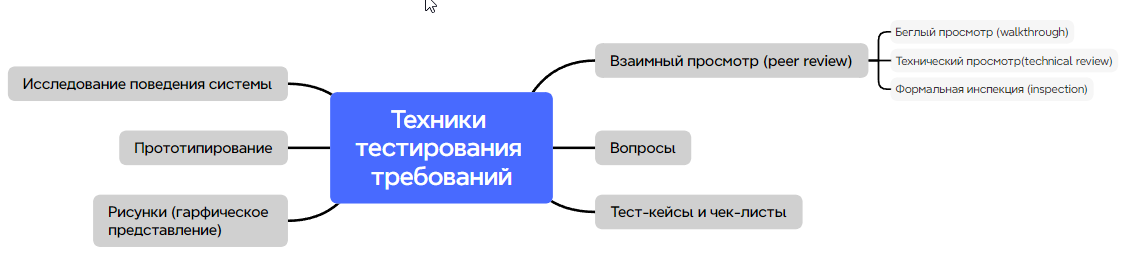 Техники
тестирования
требований
Взаимный просмотр (peer review)
Беглый просмотр (walkthrough)
Технический просмотр(technical review)
Формальная инспекция (inspection)
Вопросы
Тест-кейсы и чек-листы
Исследование поведения системы
Прототипирование
Рисунки (гарфическое
представление)